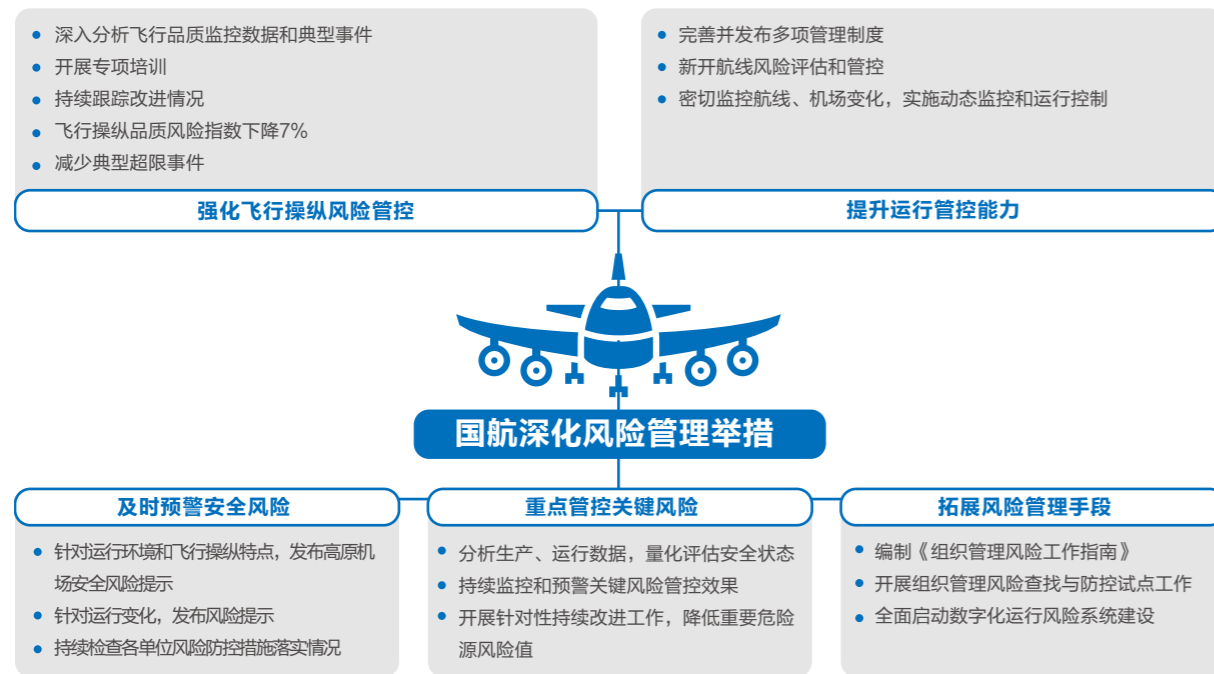 深入分析飞行品质监控数据和典型事件
开展专项培训
持续跟踪改进情况
飞行操纵品质风险指数下降7%
减少典型超限事件
强化飞行操纵风险管控
完善并发布多项管理制度
新开航线风险评估和管控
密切监控航线、机场变化，实施动态监控和运行控制
提升运行管控能力
国航深化风险管理举措
及时预警安全风险
针对运行环境和飞行操纵特点，发布高原机
场安全风险提示
针对运行变化，发布风险提示
持续检查各单位风险防控措施落实情况
重点管控关键风险
分析生产、运行数据，量化评估安全状态
持续监控和预警关键风险管控效果
开展针对性持续改进工作，降低重要危险
源风险值
拓展风险管理手段
编制《组织管理风险工作指南》
开展组织管理风险查找与防控试点工作
全面启动数字化运行风险系统建设